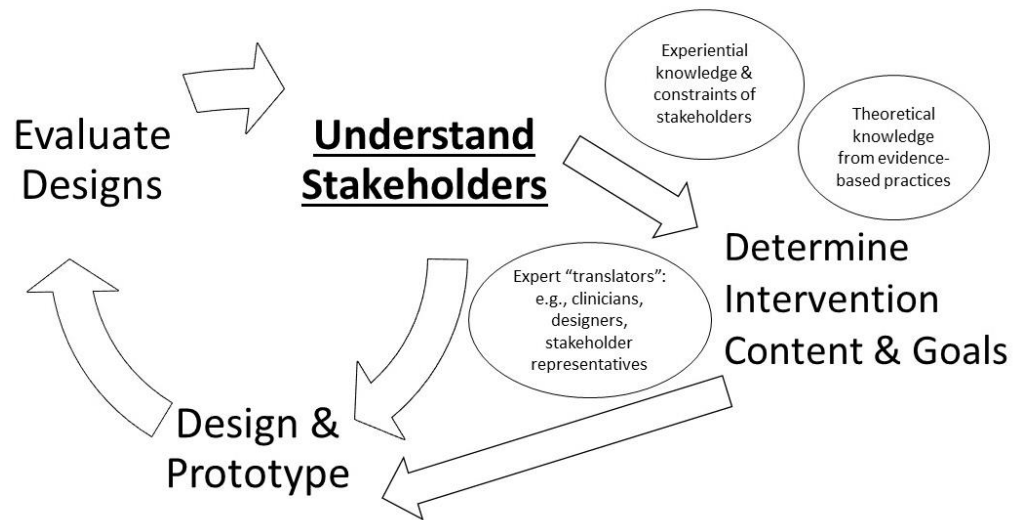 Evaluate
Designs
Understand
Stakeholders
Experiential
knowledge &
constraints of
stakeholders
Theoretical
knowledge
from evidence-
based practices
Determine
Intervention
Content & Goals
Expert “translators”:
e.g., clinicians,
designers,
stakeholder
representatives
Design &
Prototype